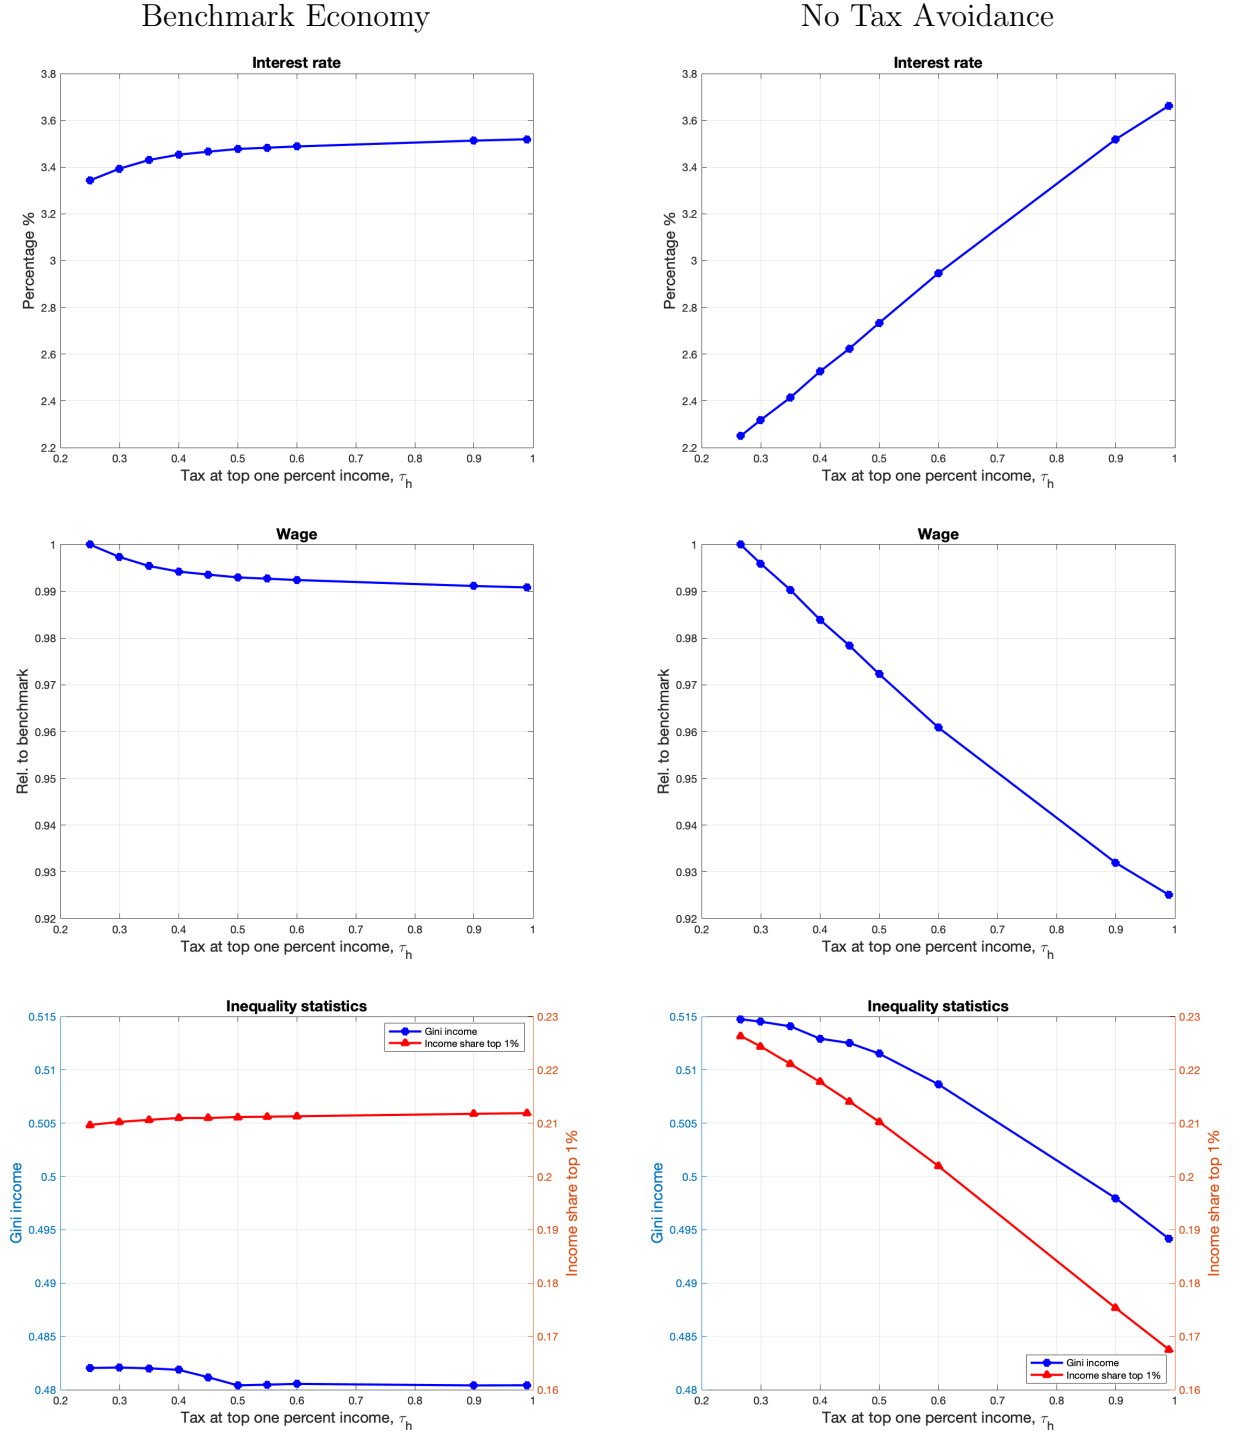 Benchmark Economy
No Tax Avoidance
Interest rate
3.8
3.6
3.4
3.2
3
2.8
2.6
2.4
2.2
Percentage %
0.2 0.3 0.4 0.5 0.6 0.7 0.8 0.9 1
Tax at top one percent income, τh
Interest rate
3.8
3.6
3.4
3.2
3
2.8
2.6
2.4
2.2
Percentage %
0.2 0.3 0.4 0.5 0.6 0.7 0.8 0.9 1
Tax at top one percent income, τh
Wage
1
0.99
0.98
0.97
0.96
0.95
0.94
0.93
0.92
Rel. to benchmark
0.2 0.3 0.4 0.5 0.6 0.7 0.8 0.9 1
Tax at top one percent income, τh
Wage
1
0.99
0.98
0.97
0.96
0.95
0.94
0.93
0.92
Rel. to benchmark
0.2 0.3 0.4 0.5 0.6 0.7 0.8 0.9 1
Tax at top one percent income, τh
Inequality statistics
0.515
0.51
0.505
0.5
0.495
0.49
0.485
0.48
Gini income
Gini income
Income share top 1%
0.23
0.22
0.21
0.2
0.19
0.18
0.17
0.16
Income share top 1%
0.2 0.3 0.4 0.5 0.6 0.7 0.8 0.9 1
Tax at top one percent income, τh
Inequality statistics
0.515
0.51
0.505
0.5
0.495
0.49
0.485
0.48
Gini income
0.23
0.22
0.21
0.2
0.19
0.18
0.17
0.16
Income share top 1%
Gini income
Income share top 1%
0.2 0.3 0.4 0.5 0.6 0.7 0.8 0.9 1
Tax at top one percent income, τh